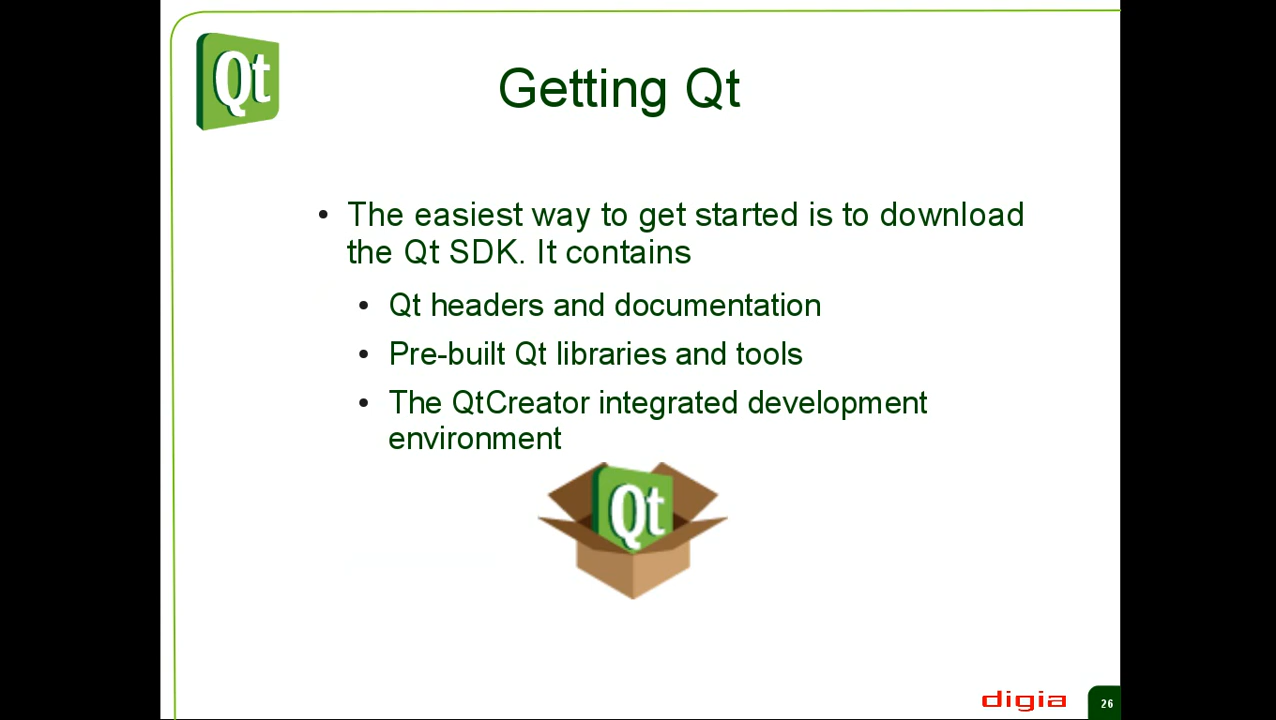 Qt
Getting Qt
• The easiest way to get started is to download
the Qt SDK. It contains
• Qt headers and documentation
• Pre-built Qt libraries and tools
• The QtCreator integrated development
environment
Qt
digia
26